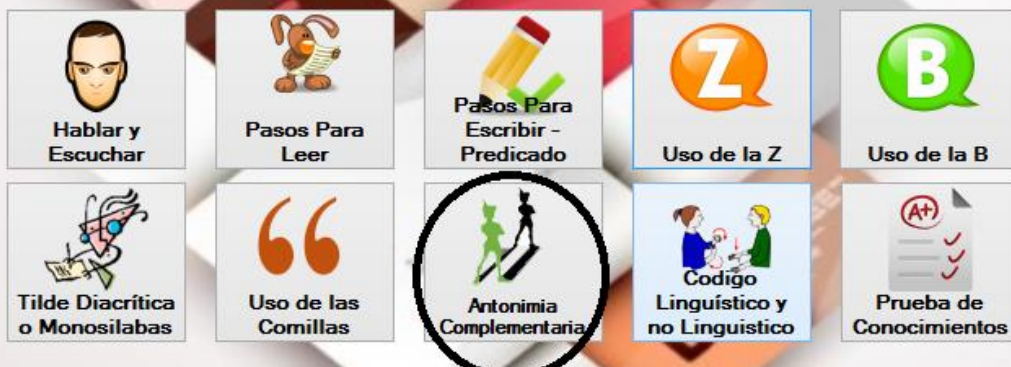 Hablar y
Escuchar
Pasos Para
Leer
Pasos Para
Escribir -
Predicado
Z
Uso de la Z
B
Uso de la B
Tilde Diacrítica
o Monosilabas
Uso de las
Comillas
Antonimia
Complementaria
Codigo
Linguístico y
no Linguistico
A+
Prueba de
Conocimientos